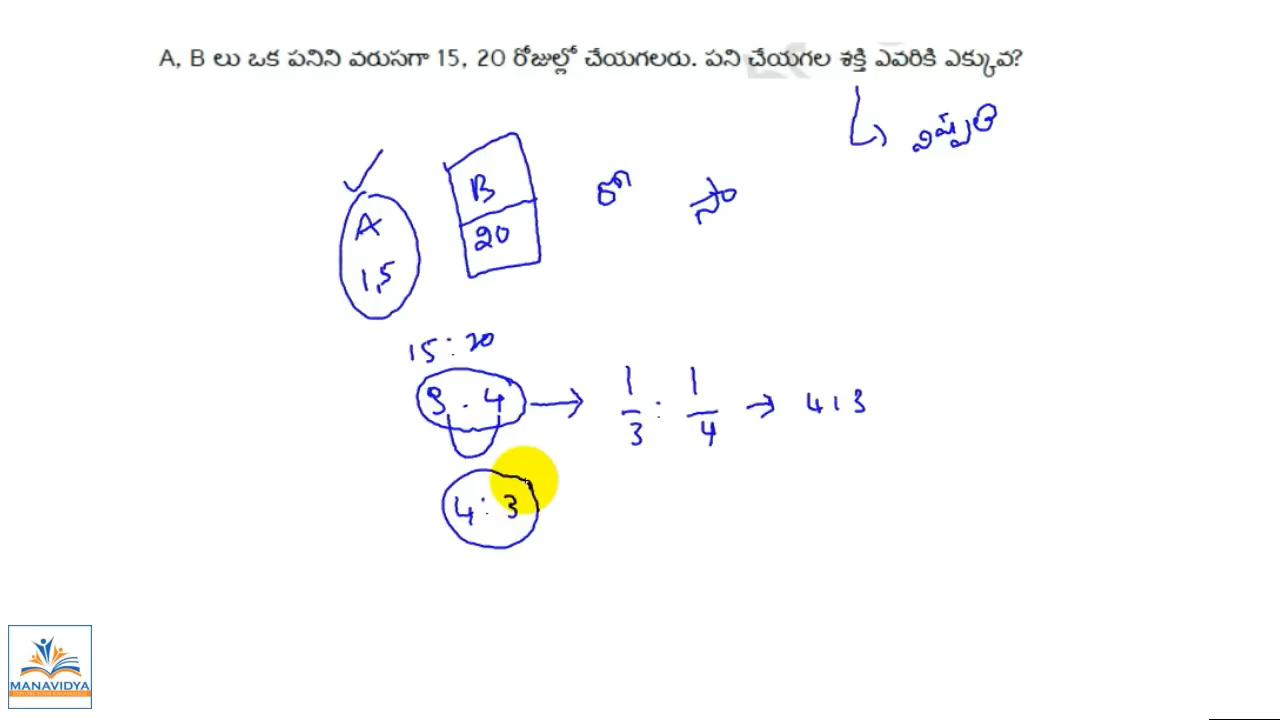 A, B లు ఒక పనిని వరుసగా 15, 20 రోజుల్లో చేయగలరు. పని చేయగల శక్తి ఎవరికి ఎక్కువ?
నిష్పత్తి
A B రో సా
15 20
15 : 20
3 : 4 → 1/3 : 1/4 → 4 : 3
4 : 3
MANAVIDYA